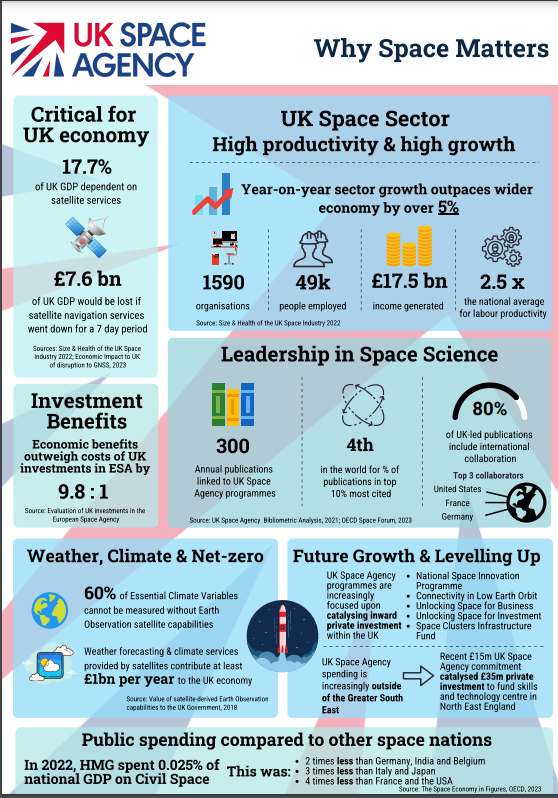 UK SPACE
AGENCY
Why Space Matters
Critical for
UK economy
17.7%
of UK GDP dependent on
satellite services
£7.6 bn
of UK GDP would be lost if
satellite navigation services
went down for a 7 day period
Sources: Size & Health of the UK Space
Industry 2022; Economic Impact to UK
of disruption to GNSS, 2023
UK Space Sector
High productivity & high growth
Year-on-year sector growth outpaces wider
economy by over 5%
1590
organisations
49k
people employed
£17.5 bn
income generated
2.5 x
the national average
for labour productivity
Source: Size & Health of the UK Space Industry 2022
Investment
Benefits
Economic benefits
outweigh costs of UK
investments in ESA by
9.8 : 1
Source: Evaluation of UK investments in the
European Space Agency
Leadership in Space Science
300
Annual publications
linked to UK Space
Agency programmes
4th
in the world for % of
publications in top
10% most cited
80%
of UK-led publications
include international
collaboration
Top 3 collaborators
United States
France
Germany
Source: UK Space Agency Bibliometric Analysis, 2021; OECD Space Forum, 2023
Weather, Climate & Net-zero
60% of Essential Climate Variables
cannot be measured without Earth
Observation satellite capabilities
Weather forecasting & climate services
provided by satellites contribute at least
£1bn per year to the UK economy
Source: Value of satellite-derived Earth Observation
capabilities to the UK Government, 2018
Future Growth & Levelling Up
UK Space Agency
programmes are
increasingly
focused upon
catalysing inward
private investment
within the UK
• National Space Innovation
Programme
• Connectivity in Low Earth Orbit
• Unlocking Space for Business
• Unlocking Space for Investment
• Space Clusters Infrastructure
Fund
UK Space Agency
spending is
increasingly outside
of the Greater South
East
Recent £15m UK Space
Agency commitment
catalysed £35m private
investment to fund skills
and technology centre in
North East England
Public spending compared to other space nations
In 2022, HMG spent 0.025% of
national GDP on Civil Space
This was:
• 2 times less than Germany, India and Belgium
• 3 times less than Italy and Japan
• 4 times less than France and the USA
Source: The Space Economy in Figures, OECD, 2023